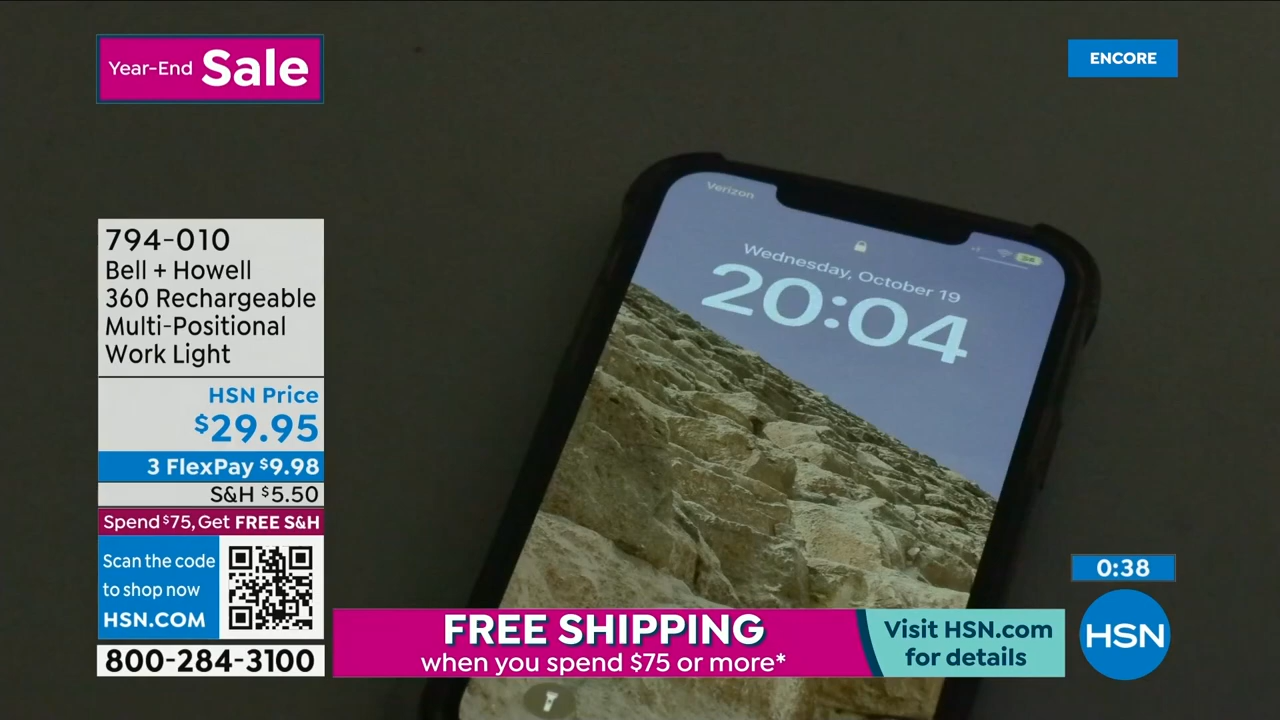 Year-End Sale
ENCORE
794-010
Bell + Howell
360 Rechargeable
Multi-Positional
Work Light
HSN Price
$29.95
3 FlexPay $9.98
S&H $5.50
Spend $75, Get FREE S&H
Scan the code
to shop now
HSN.COM
800-284-3100
Verizon
Wednesday, October 19
20:04
FREE SHIPPING
when you spend $75 or more*
Visit HSN.com
for details
0:38
HSN